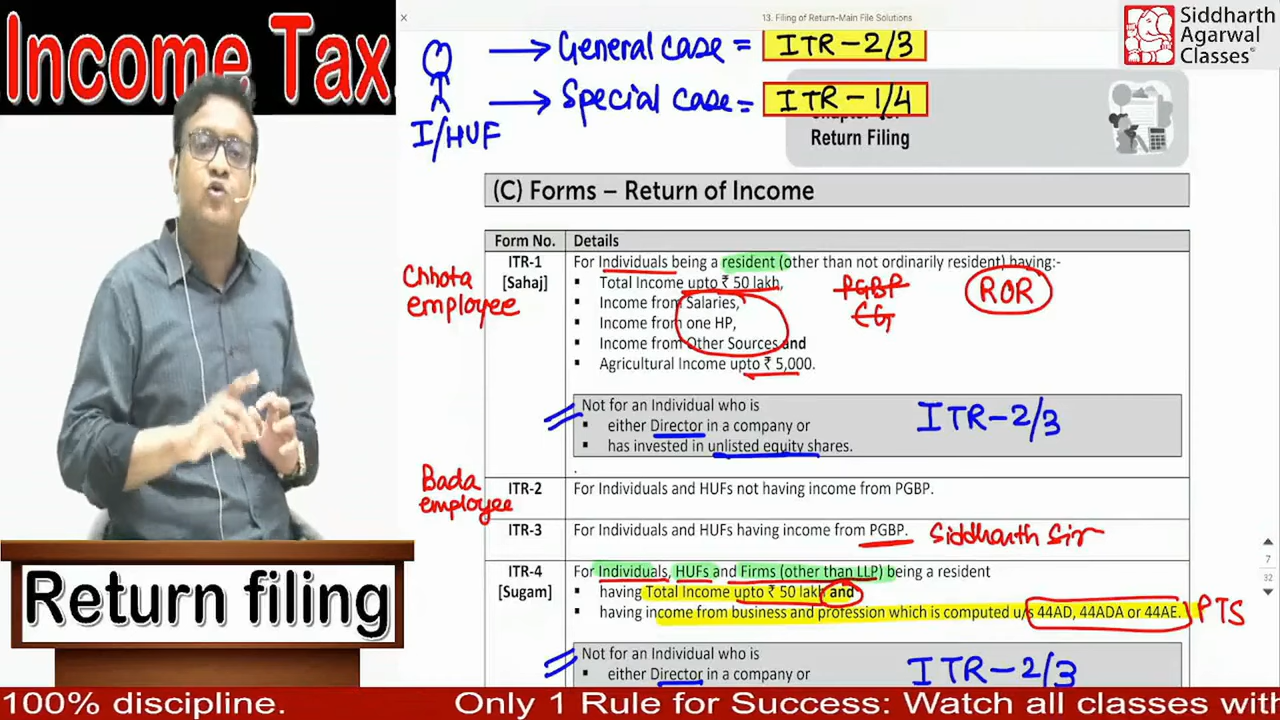 Income Tax
13. Filing of Return-Main File Solutions
Siddharth
Agarwal
Classes
General case = ITR-2/3
Special case = ITR-1/4
I/HUF
Return Filing
(C) Forms – Return of Income
Form No. Details
ITR-1 For Individuals being a resident (other than not ordinarily resident) having:-
[Sahaj] ▪ Total Income upto ₹ 50 lakh,
▪ Income from Salaries,
▪ Income from one HP,
▪ Income from Other Sources and
▪ Agricultural Income upto ₹ 5,000.
Chhota
employee
PGBP
CG
ROR
Not for an Individual who is
▪ either Director in a company or
▪ has invested in unlisted equity shares.
ITR-2/3
.
Bada
employee
ITR-2 For Individuals and HUFs not having income from PGBP.
ITR-3 For Individuals and HUFs having income from PGBP. Siddharth Sir
ITR-4 For Individuals, HUFs and Firms (other than LLP) being a resident
[Sugam] ▪ having Total Income upto ₹ 50 lakh and
▪ having income from business and profession which is computed u/s 44AD, 44ADA or 44AE. PTS
Not for an Individual who is
▪ either Director in a company or
ITR-2/3
Return filing
7
32
100% discipline. Only 1 Rule for Success: Watch all classes with